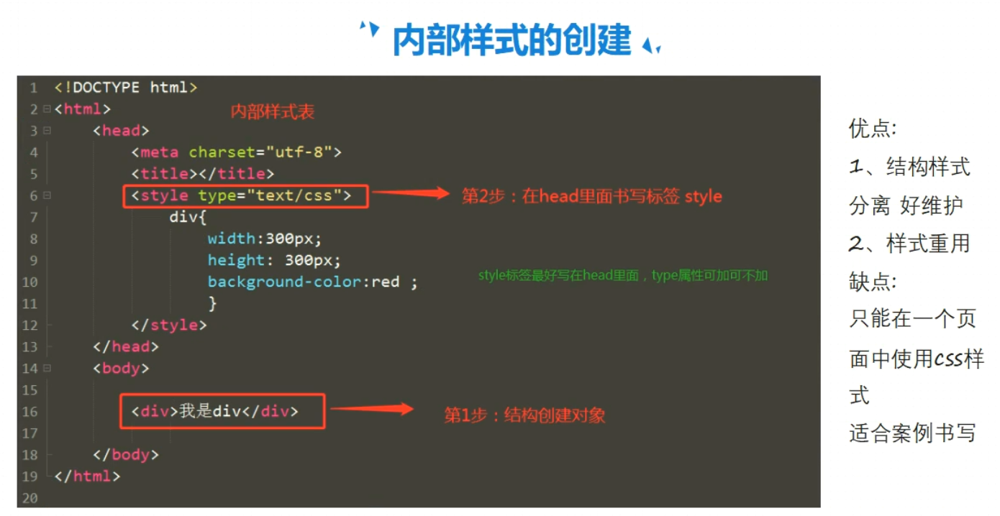 内部样式的创建
1 <!DOCTYPE html>
2 <html>
内部样式表
3 <head>
4 <meta charset="utf-8">
5 <title></title>
6 <style type="text/css">
第2步：在head里面书写标签 style
7 div{
8 width:300px;
9 height: 300px;
style标签最好写在head里面，type属性可加可不加
10 background-color:red ;
11 }
12 </style>
13 </head>
14 <body>
15
16 <div>我是div</div>
第1步：结构创建对象
17
18 </body>
19 </html>
20
优点:
1、结构样式
分离 好维护
2、样式重用
缺点:
只能在一个页
面中使用css样
式
适合案例书写